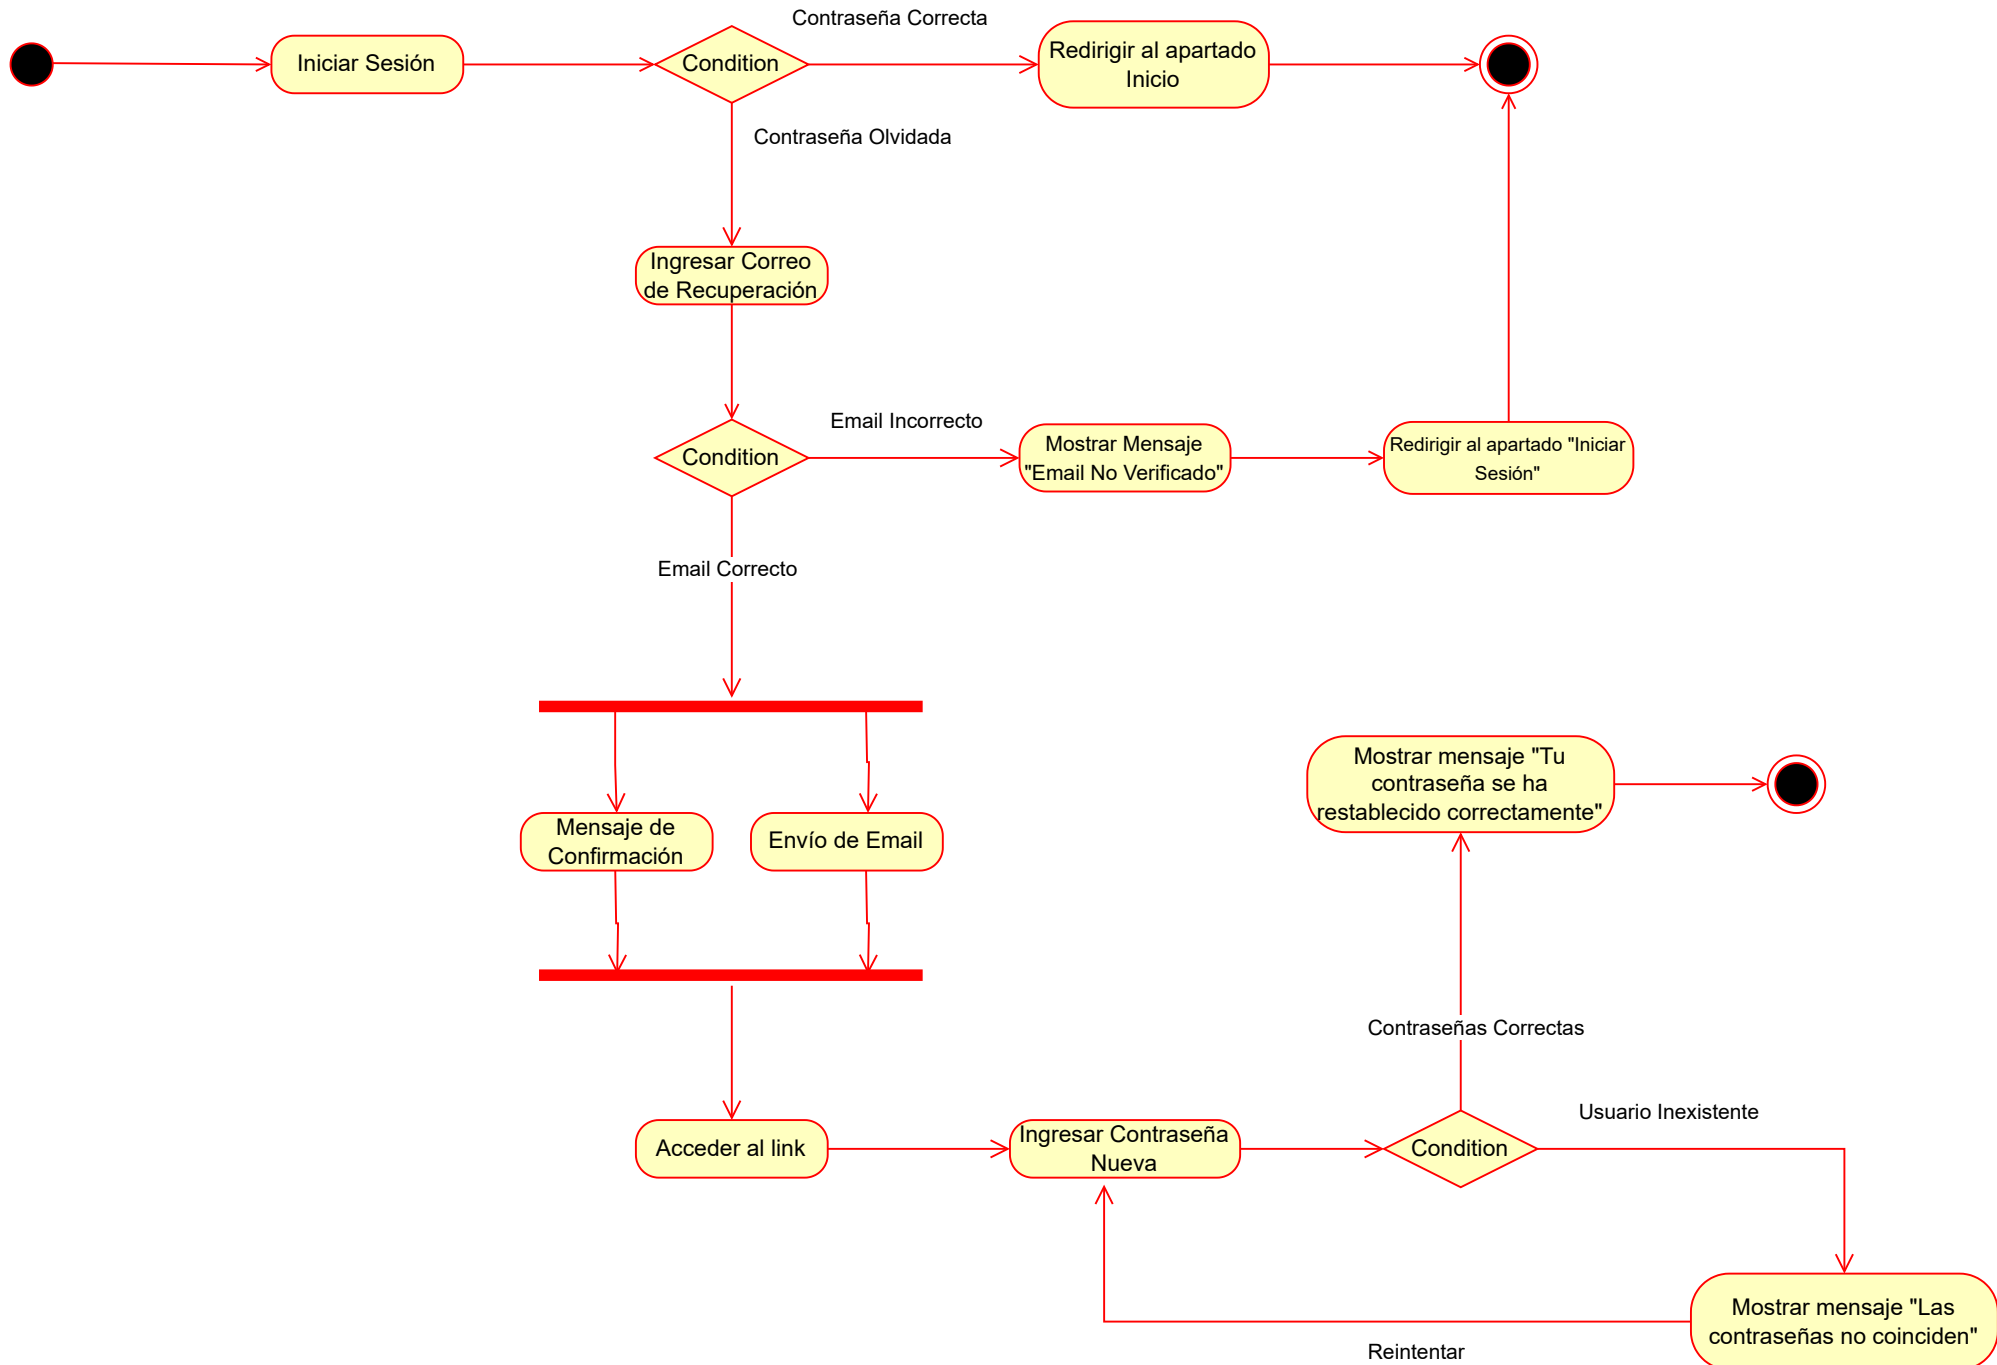 Contraseña Correcta
Iniciar Sesión
Condition
Redirigir al apartado
Inicio
Contraseña Olvidada
Ingresar Correo
de Recuperación
Email Incorrecto
Condition
Mostrar Mensaje
"Email No Verificado"
Redirigir al apartado "Iniciar
Sesión"
Email Correcto
Mensaje de
Confirmación
Envío de Email
Mostrar mensaje "Tu
contraseña se ha
restablecido correctamente"
Contraseñas Correctas
Usuario Inexistente
Acceder al link
Ingresar Contraseña
Nueva
Condition
Mostrar mensaje "Las
contraseñas no coinciden"
Reintentar